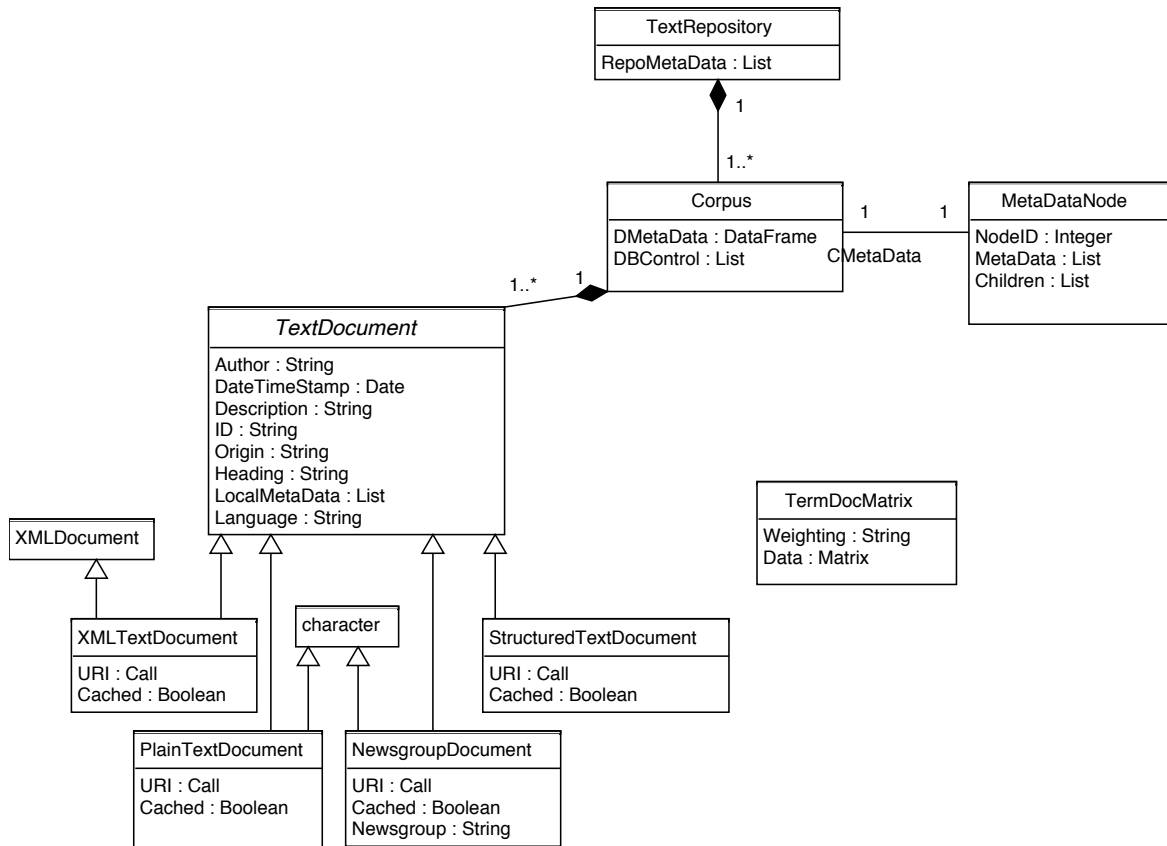 TextRepository
RepoMetaData : List
1
1..*
Corpus
DMetaData : DataFrame
DBControl : List
1
1
CMetaData
MetaDataNode
NodeID : Integer
MetaData : List
Children : List
1
1..*
TextDocument
Author : String
DateTimeStamp : Date
Description : String
ID : String
Origin : String
Heading : String
LocalMetaData : List
Language : String
TermDocMatrix
Weighting : String
Data : Matrix
XMLDocument
character
XMLTextDocument
URI : Call
Cached : Boolean
StructuredTextDocument
URI : Call
Cached : Boolean
PlainTextDocument
URI : Call
Cached : Boolean
NewsgroupDocument
URI : Call
Cached : Boolean
Newsgroup : String